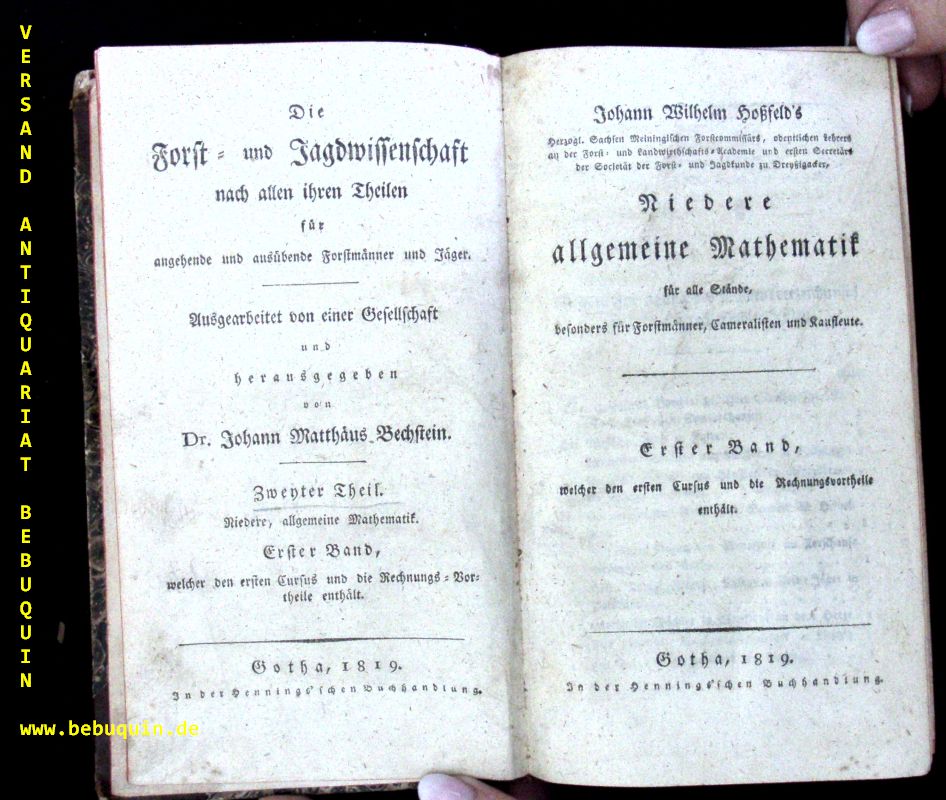 VERSAND ANTIQUARIAT BEBUQUIN
www.bebuquin.de
Die
Forst- und Jagdwissenschaft
nach allen ihren Theilen
für
angehende und ausübende Forstmänner und Jäger.
Ausgearbeitet von einer Gesellschaft
und
herausgegeben
von
Dr. Johann Matthäus Bechstein.
Zweyter Theil.
Niedere, allgemeine Mathematik.
Erster Band,
welcher den ersten Cursus und die Rechnungs-Vor-
theile enthält.
Gotha, 1819.
In der Hennings'schen Buchhandlung.
Johann Wilhelm Hoßfeld's
Herzogl. Sachsen Meiningischen Forstcommissärs, ordentlichen Lehrers
an der Forst- und Landwirthschafts-Academie und ersten Secretärs
der Societät der Forst- und Jagdkunde zu Dreyßigacker,
Niedere
allgemeine Mathematik
für alle Stände,
besonders für Forstmänner, Cameralisten und Kaufleute.
Erster Band,
welcher den ersten Cursus und die Rechnungsvortheile
enthält.
Gotha, 1819.
In der Hennings'schen Buchhandlung.